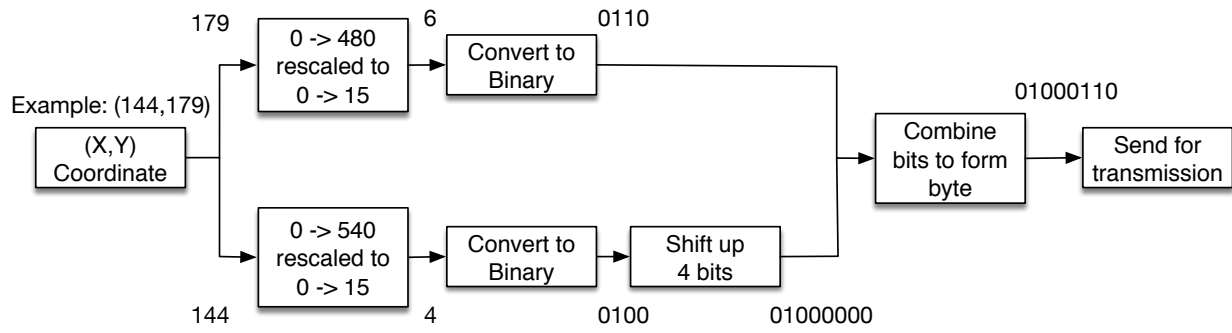 Example: (144,179)
(X,Y)
Coordinate
179
0 -> 480
rescaled to
0 -> 15
6
Convert to
Binary
0110
144
0 -> 540
rescaled to
0 -> 15
4
Convert to
Binary
0100
Shift up
4 bits
01000000
Combine
bits to form
byte
01000110
Send for
transmission